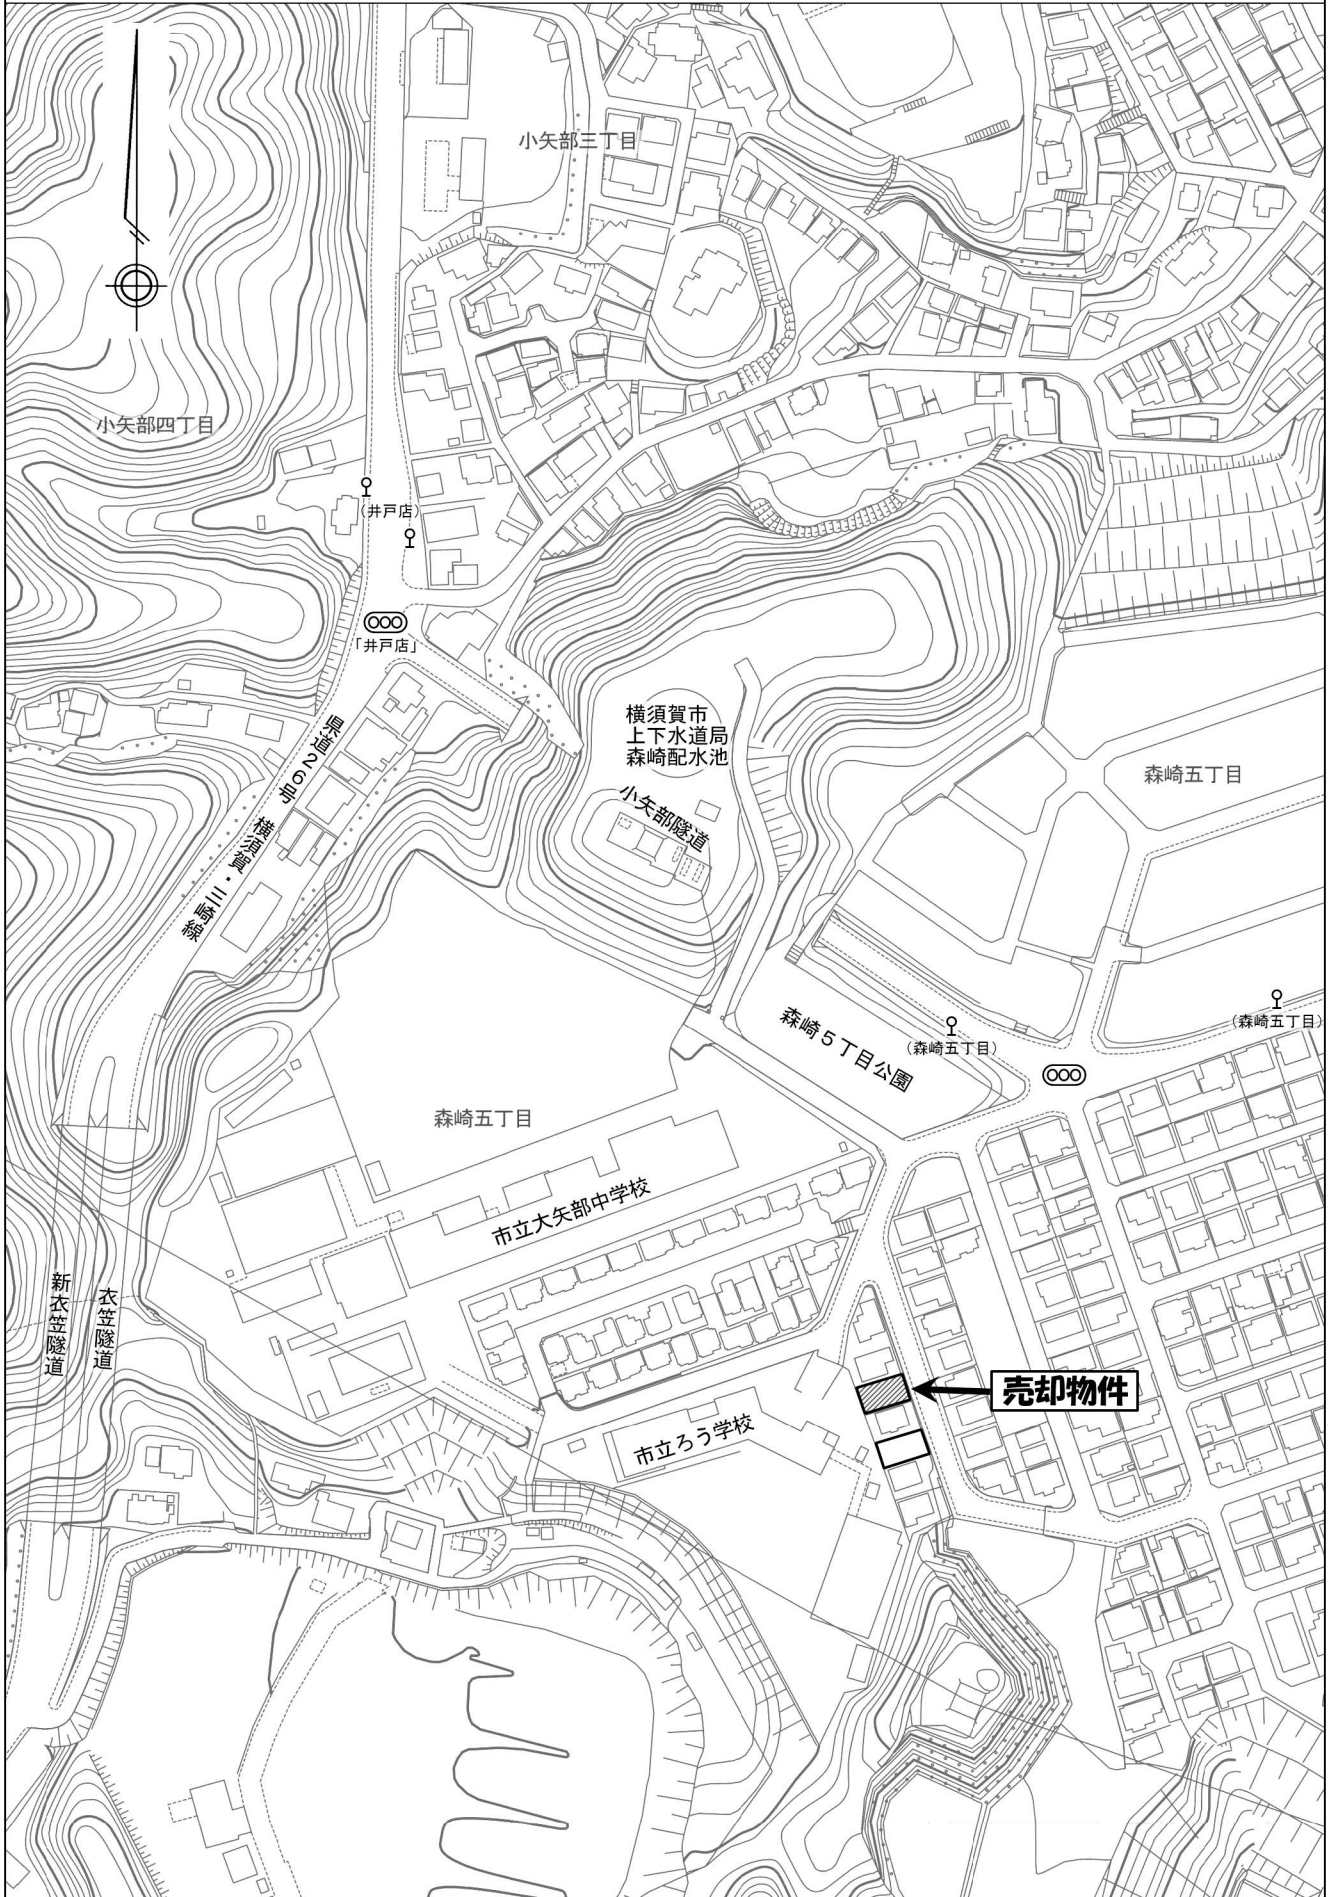 小矢部三丁目
小矢部四丁目
(井戸店)
「井戸店」
県道26号 横須賀・三崎線
横須賀市
上下水道局
森崎配水池
小矢部隧道
森崎五丁目
(森崎五丁目)
(森崎五丁目)
森崎5丁目公園
森崎五丁目
市立大矢部中学校
新衣笠隧道
衣笠隧道
売却物件
市立ろう学校